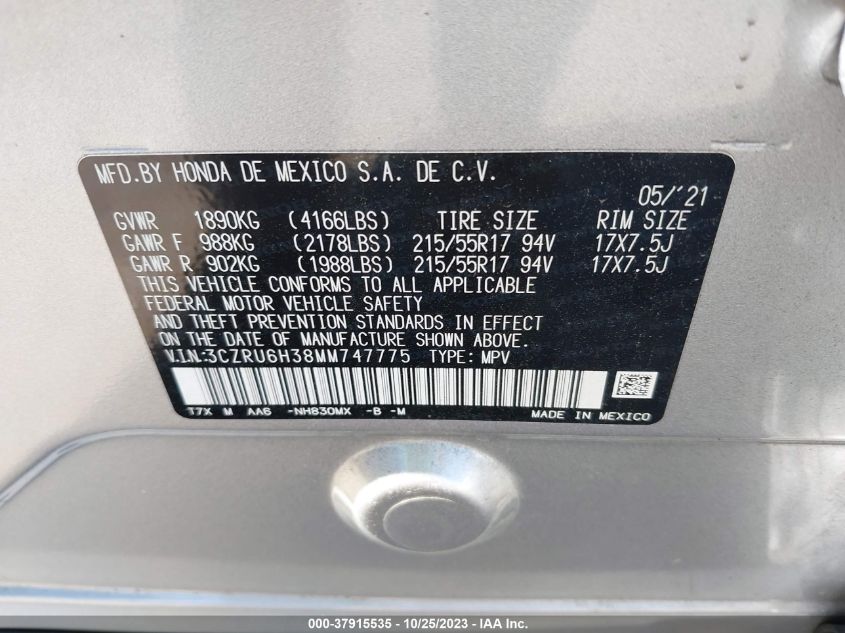 MFD.BY HONDA DE MEXICO S.A. DE C.V.
05/'21
GVWR 1890KG (4166LBS) TIRE SIZE RIM SIZE
GAWR F 988KG (2178LBS) 215/55R17 94V 17X7.5J
GAWR R 902KG (1988LBS) 215/55R17 94V 17X7.5J
THIS VEHICLE CONFORMS TO ALL APPLICABLE
FEDERAL MOTOR VEHICLE SAFETY
AND THEFT PREVENTION STANDARDS IN EFFECT
ON THE DATE OF MANUFACTURE SHOWN ABOVE.
V.I.N:3CZRU6H38MM747775 TYPE: MPV
T7X M AA6 -NH830MX -B -M MADE IN MEXICO
000-37915535 - 10/25/2023 - IAA Inc.